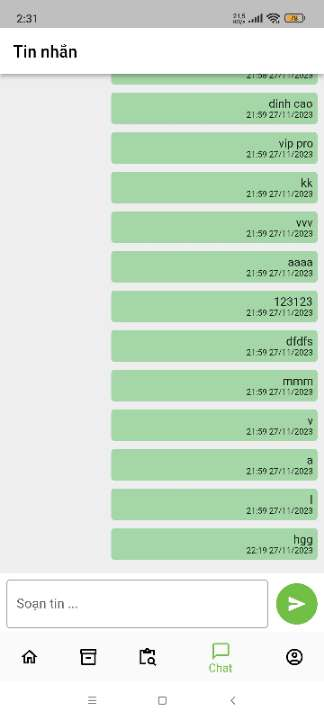 2:31
21,5
KB/s
78
Tin nhắn
21:58 27/11/2023
dinh cao
21:59 27/11/2023
vip pro
21:59 27/11/2023
kk
21:59 27/11/2023
vvv
21:59 27/11/2023
aaaa
21:59 27/11/2023
123123
21:59 27/11/2023
dfdfs
21:59 27/11/2023
mmm
21:59 27/11/2023
v
21:59 27/11/2023
a
21:59 27/11/2023
l
21:59 27/11/2023
hgg
22:19 27/11/2023
Soạn tin ...
Chat